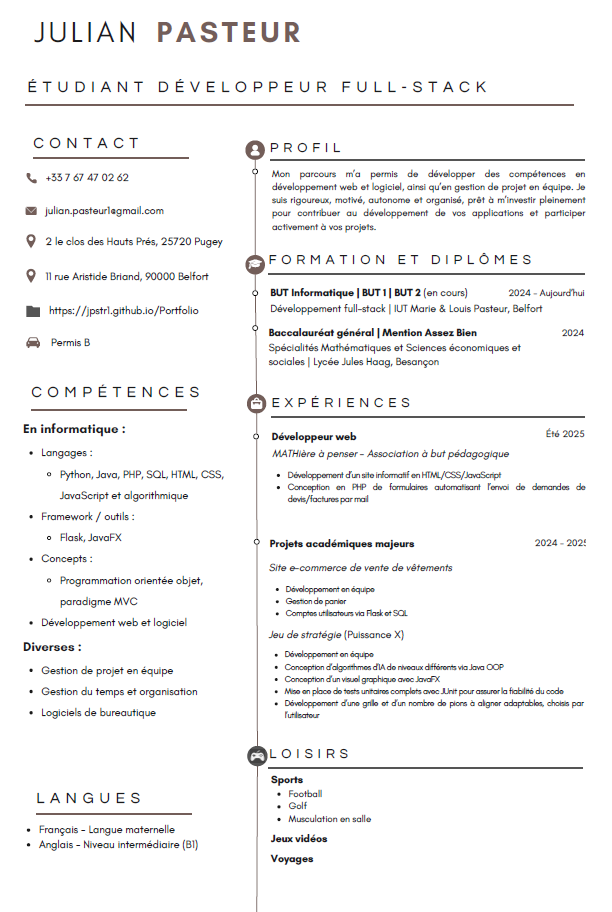 JULIAN PASTEUR
ÉTUDIANT DÉVELOPPEUR FULL-STACK
CONTACT
+33 7 67 47 02 62
julian.pasteur1@gmail.com
2 le clos des Hauts Prés, 25720 Pugey
11 rue Aristide Briand, 90000 Belfort
https://jpstr1.github.io/Portfolio
Permis B
COMPÉTENCES
En informatique :
• Langages :
◦ Python, Java, PHP, SQL, HTML, CSS,
JavaScript et algorithmique
• Framework / outils :
◦ Flask, JavaFX
• Concepts :
◦ Programmation orientée objet,
paradigme MVC
• Développement web et logiciel
Diverses :
• Gestion de projet en équipe
• Gestion du temps et organisation
• Logiciels de bureautique
LANGUES
• Français - Langue maternelle
• Anglais - Niveau intermédiaire (B1)
PROFIL
Mon parcours m'a permis de développer des compétences en
développement web et logiciel, ainsi qu'en gestion de projet en équipe. Je
suis rigoureux, motivé, autonome et organisé, prêt à m'investir pleinement
pour contribuer au développement de vos applications et participer
activement à vos projets.
FORMATION ET DIPLÔMES
BUT Informatique | BUT 1 | BUT 2 (en cours) 2024 - Aujourd'hui
Développement full-stack | IUT Marie & Louis Pasteur, Belfort
Baccalauréat général | Mention Assez Bien 2024
Spécialités Mathématiques et Sciences économiques et
sociales | Lycée Jules Haag, Besançon
EXPÉRIENCES
Développeur web Été 2025
MATHière à penser - Association à but pédagogique
• Développement d'un site informatif en HTML/CSS/JavaScript
• Conception en PHP de formulaires automatisant l'envoi de demandes de
devis/factures par mail
Projets académiques majeurs 2024 - 2025
Site e-commerce de vente de vêtements
• Développement en équipe
• Gestion de panier
• Comptes utilisateurs via Flask et SQL
Jeu de stratégie (Puissance X)
• Développement en équipe
• Conception d'algorithmes d'IA de niveaux différents via Java OOP
• Conception d'un visuel graphique avec JavaFX
• Mise en place de tests unitaires complets avec JUnit pour assurer la fiabilité du code
• Développement d'une grille et d'un nombre de pions à aligner adaptables, choisis par
l'utilisateur
LOISIRS
Sports
• Football
• Golf
• Musculation en salle
Jeux vidéos
Voyages